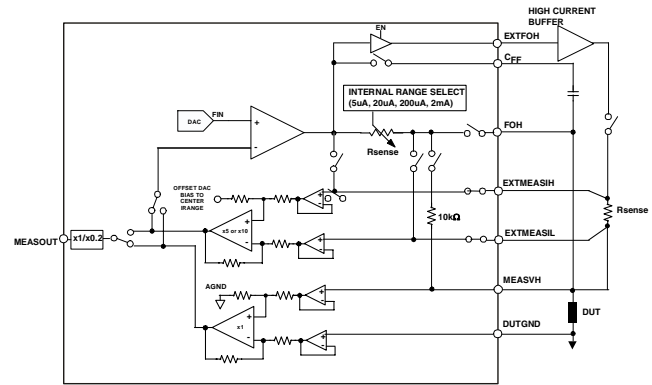 HIGH CURRENT
BUFFER
EN
EXTFOH
CFF
INTERNAL RANGE SELECT
(5uA, 20uA, 200uA, 2mA)
DAC
FIN
+
-
FOH
Rsense
OFFSET DAC
BIAS TO
CENTER
IRANGE
+
-
EXTMEASIH
x5 or x10
+
-
10kΩ
Rsense
MEASOUT
x1/x0.2
+
-
EXTMEASIL
AGND
+
-
MEASVH
x1
+
-
DUT
+
-
DUTGND